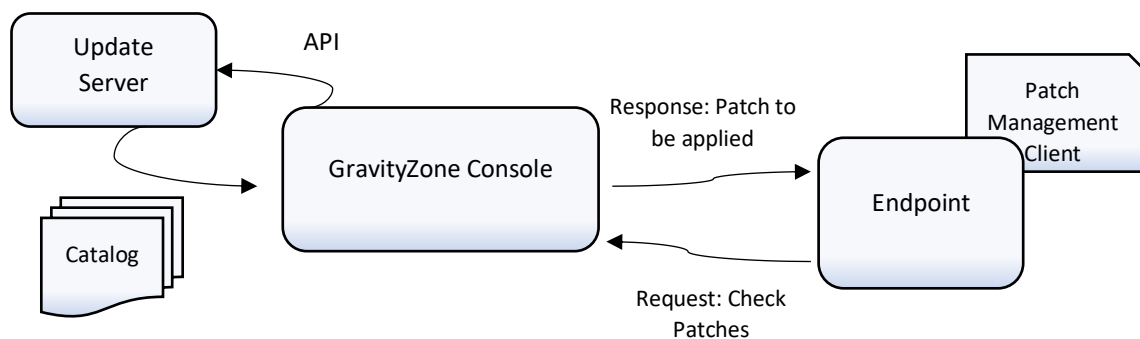 Update
Server
API
GravityZone Console
Response: Patch to
be applied
Patch
Management
Client
Endpoint
Catalog
Request: Check
Patches